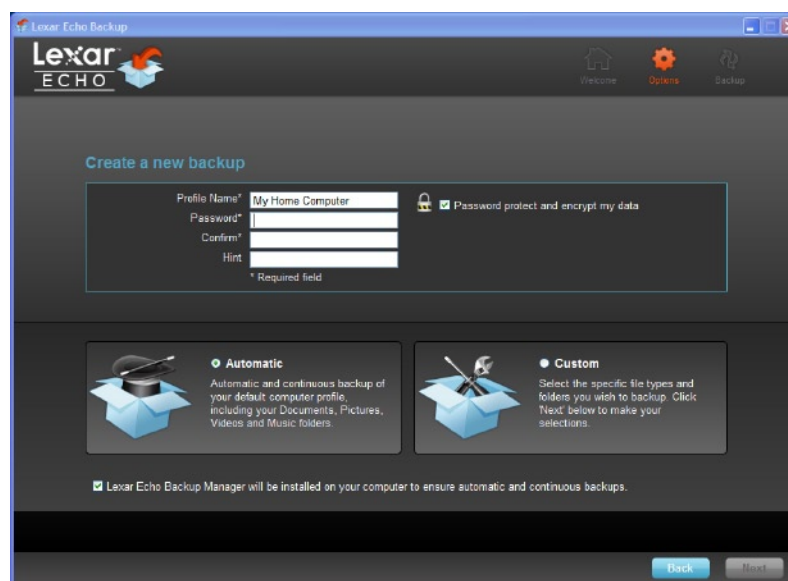 Lexar Echo Backup
Lexar
ECHO
Welcome
Options
Backup
Create a new backup
Profile Name* My Home Computer
Password*
Confirm*
Hint
* Required field
Password protect and encrypt my data
Automatic
Automatic and continuous backup of
your default computer profile,
including your Documents, Pictures,
Videos and Music folders.
Custom
Select the specific file types and
folders you wish to backup. Click
'Next' below to make your
selections.
Lexar Echo Backup Manager will be installed on your computer to ensure automatic and continuous backups.
Back
Next